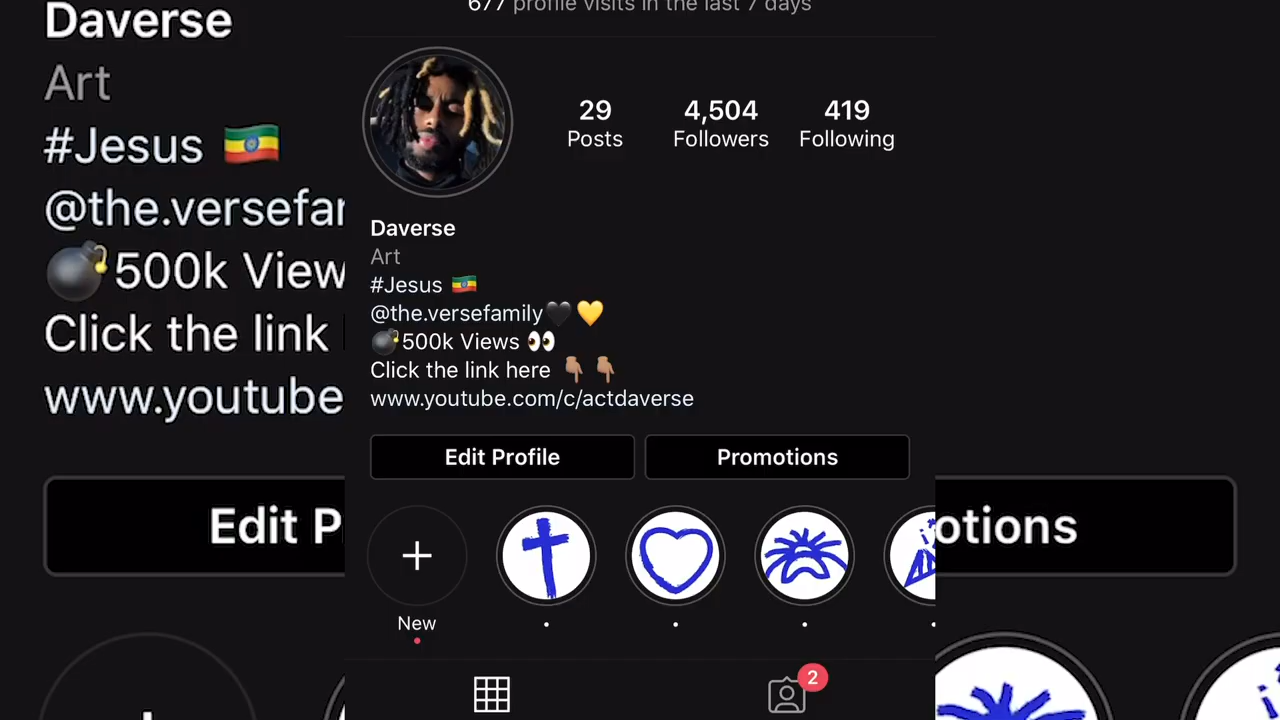 677 profile visits in the last 7 days
29 4,504 419
Posts Followers Following
Daverse
Art
#Jesus 🇪🇹
@the.versefamily🖤💛
💣500k Views 👀
Click the link here 👇🏽👇🏽
www.youtube.com/c/actdaverse
Edit Profile Promotions
New
2
Daverse
Art
#Jesus 🇪🇹
@the.versefar
💣500k View
Click the link
www.youtube
Edit P
otions